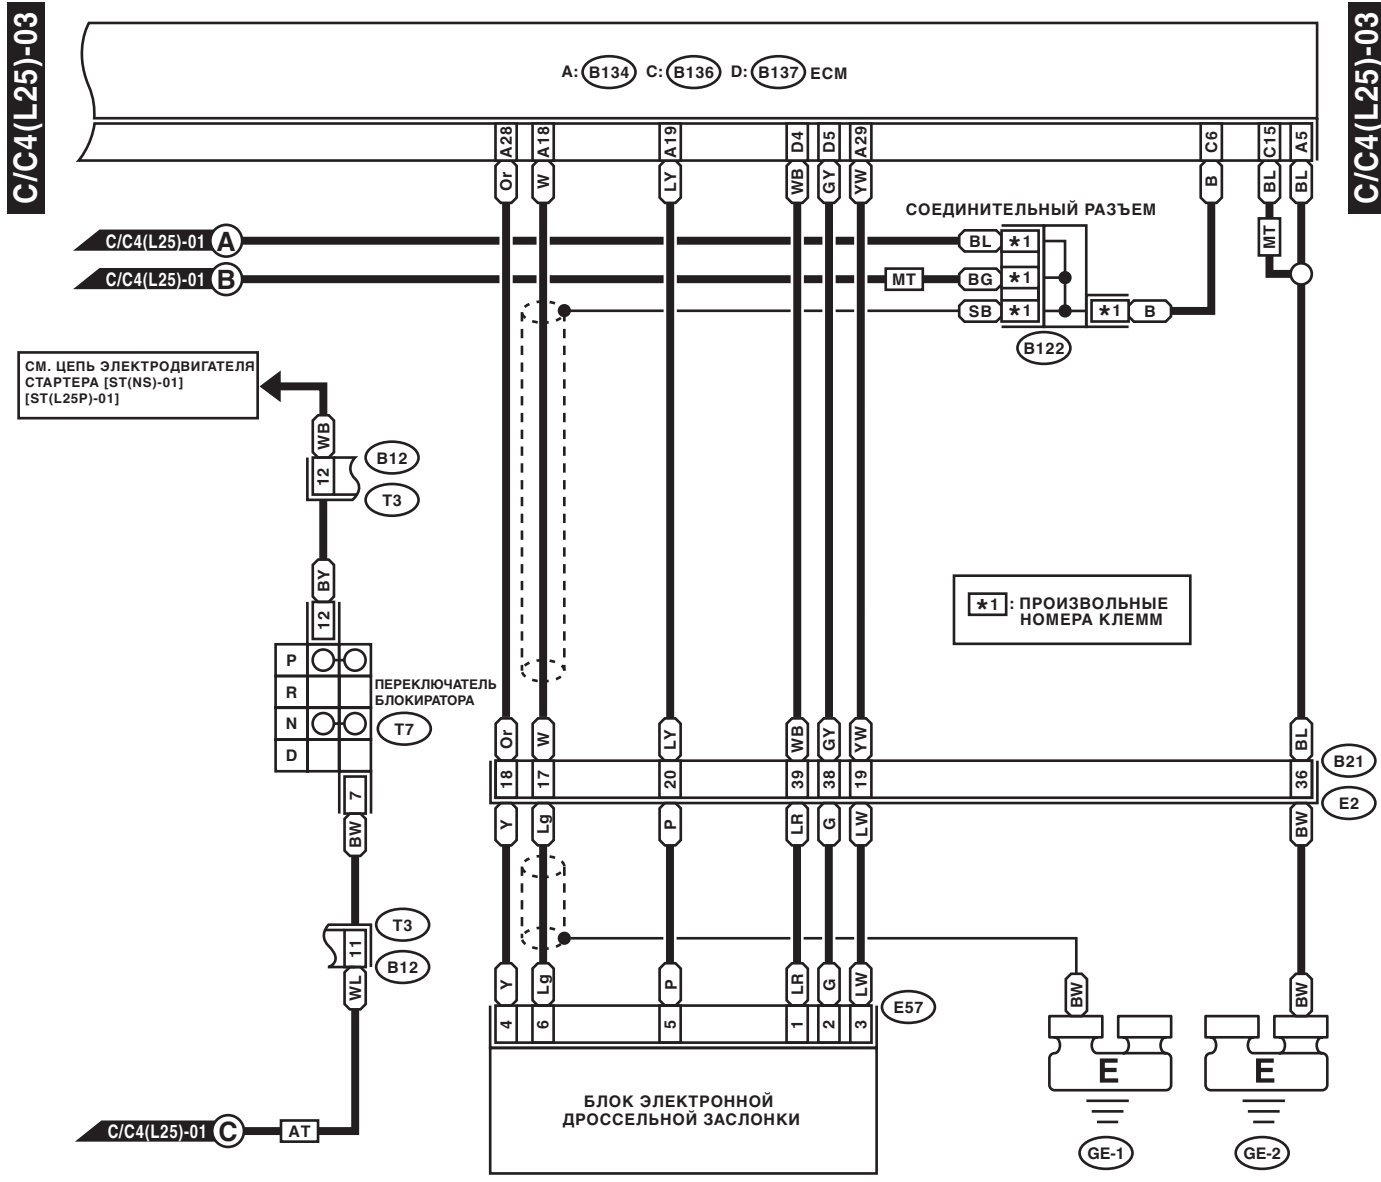 C/C4(L25)-03
C/C4(L25)-03
A: B134 C: B136 D: B137 ECM
A28 A18 A19 D4 D5 A29 C6 C15 A5
Or W LY WB GY YW B BL BL
СОЕДИНИТЕЛЬНЫЙ РАЗЪЕМ
MT
C/C4(L25)-01 A BL *1
C/C4(L25)-01 B MT BG *1
SB *1 *1 B
B122
СМ. ЦЕПЬ ЭЛЕКТРОДВИГАТЕЛЯ
СТАРТЕРА [ST(NS)-01]
[ST(L25P)-01]
WB
12
B12
T3
BY
12
*1 : ПРОИЗВОЛЬНЫЕ
НОМЕРА КЛЕММ
P
R
N
D
ПЕРЕКЛЮЧАТЕЛЬ
БЛОКИРАТОРА
T7
7
BW
Or W LY WB GY YW BL
18 17 20 39 38 19 36
B21
E2
Y Lg P LR G LW BW
T3
11
B12
WL
Y Lg P LR G LW BW BW
4 6 5 1 2 3
E57
E E
БЛОК ЭЛЕКТРОННОЙ
ДРОССЕЛЬНОЙ ЗАСЛОНКИ
C/C4(L25)-01 C AT
GE-1 GE-2